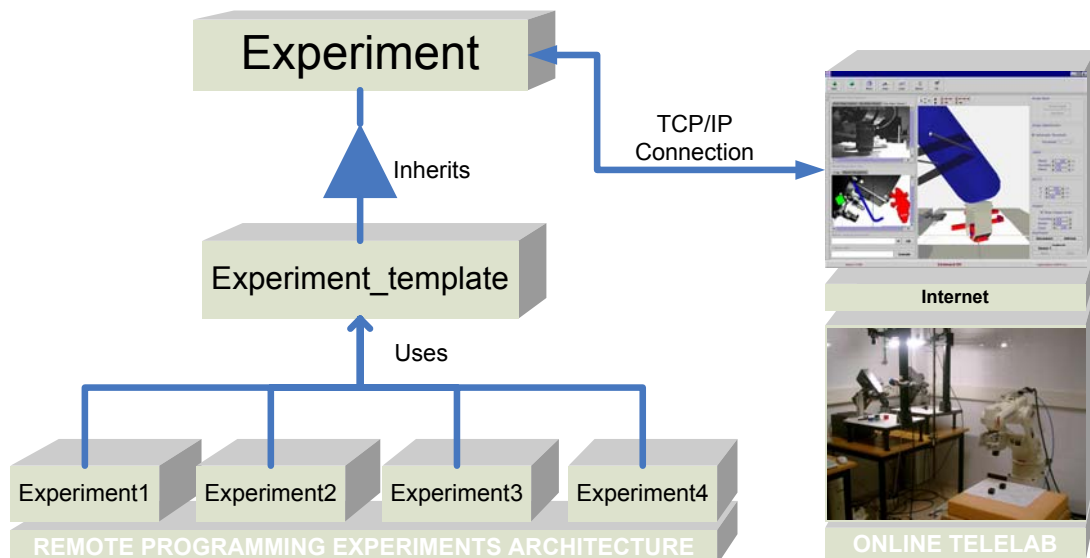 Experiment
TCP/IP
Connection
Inherits
Experiment_template
Uses
Internet
Experiment1
Experiment2
Experiment3
Experiment4
REMOTE PROGRAMMING EXPERIMENTS ARCHITECTURE
ONLINE TELELAB